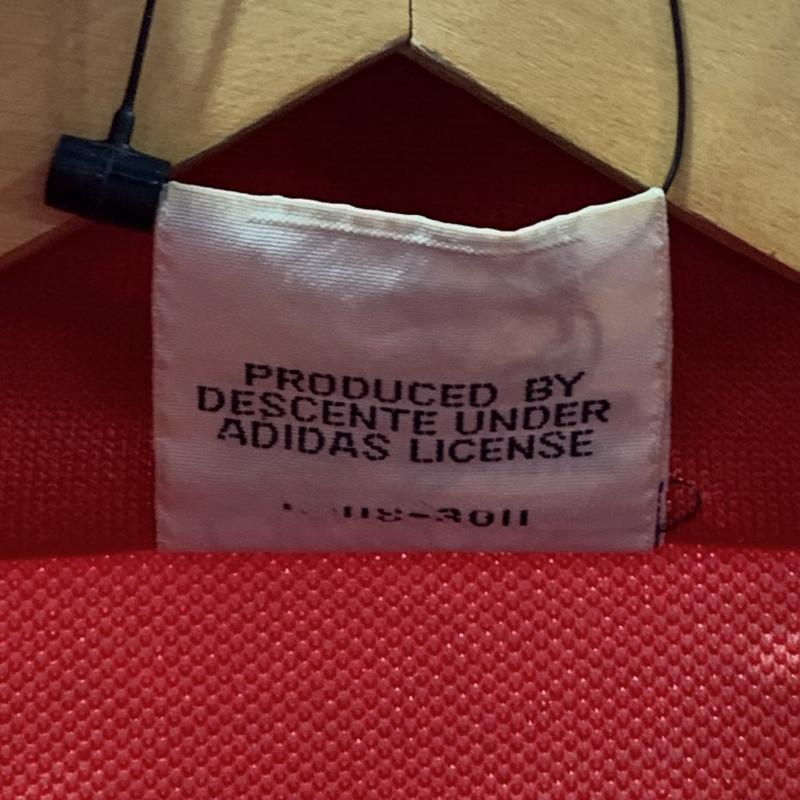 PRODUCED BY
DESCENTE UNDER
ADIDAS LICENSE